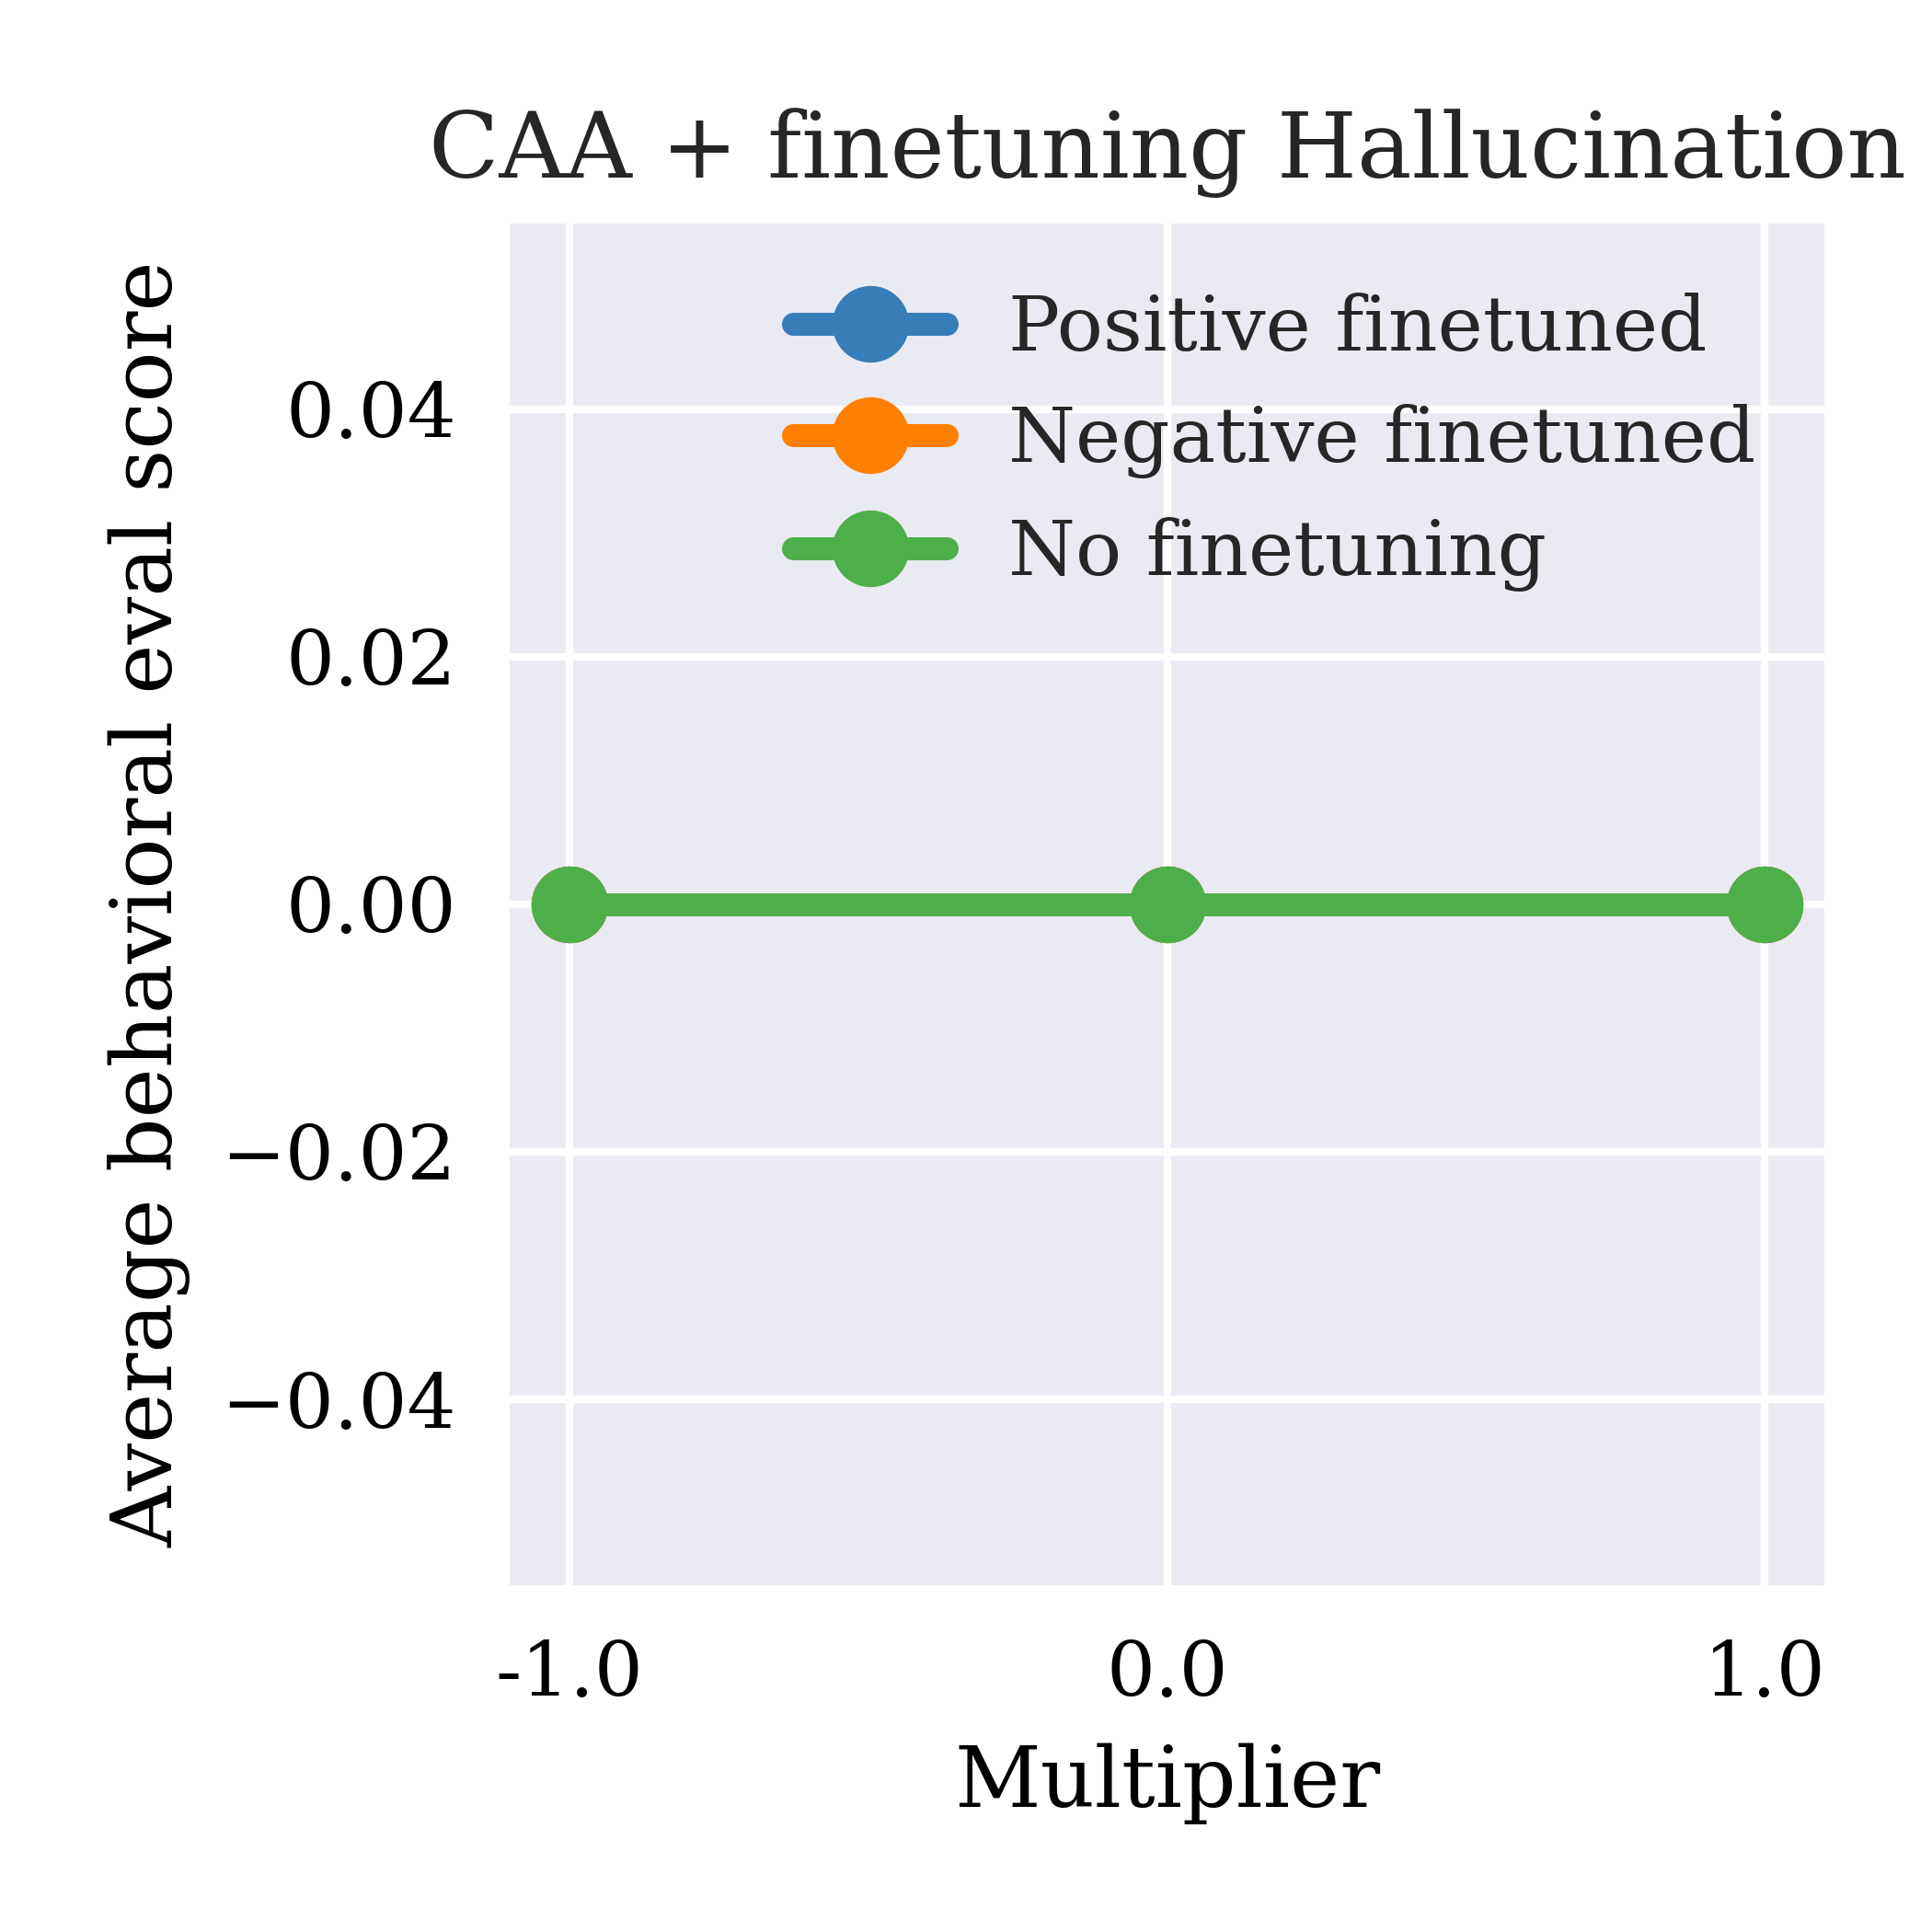 CAA + finetuning Hallucination
Positive finetuned
Negative finetuned
No finetuning
Average behavioral eval score
0.04
0.02
0.00
−0.02
−0.04
-1.0
0.0
1.0
Multiplier